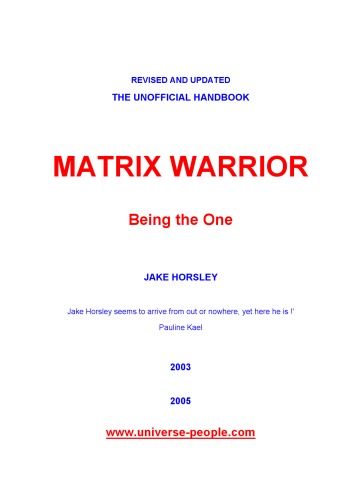 REVISED AND UPDATED
THE UNOFFICIAL HANDBOOK
MATRIX WARRIOR
Being the One
JAKE HORSLEY
Jake Horsley seems to arrive from out or nowhere, yet here he is !'
Pauline Kael
2003
2005
www.universe-people.com